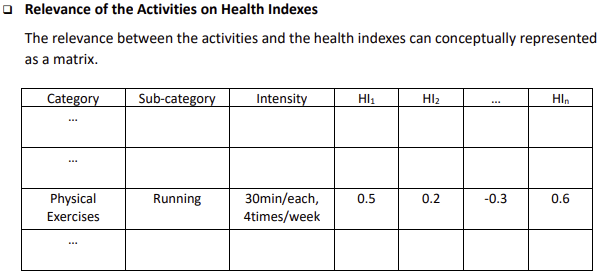 ❑ Relevance of the Activities on Health Indexes
The relevance between the activities and the health indexes can conceptually represented
as a matrix.
Category Sub-category Intensity HI₁ HI₂ ... HIₙ
...
...
Physical Running 30min/each, 0.5 0.2 -0.3 0.6
Exercises 4times/week
...